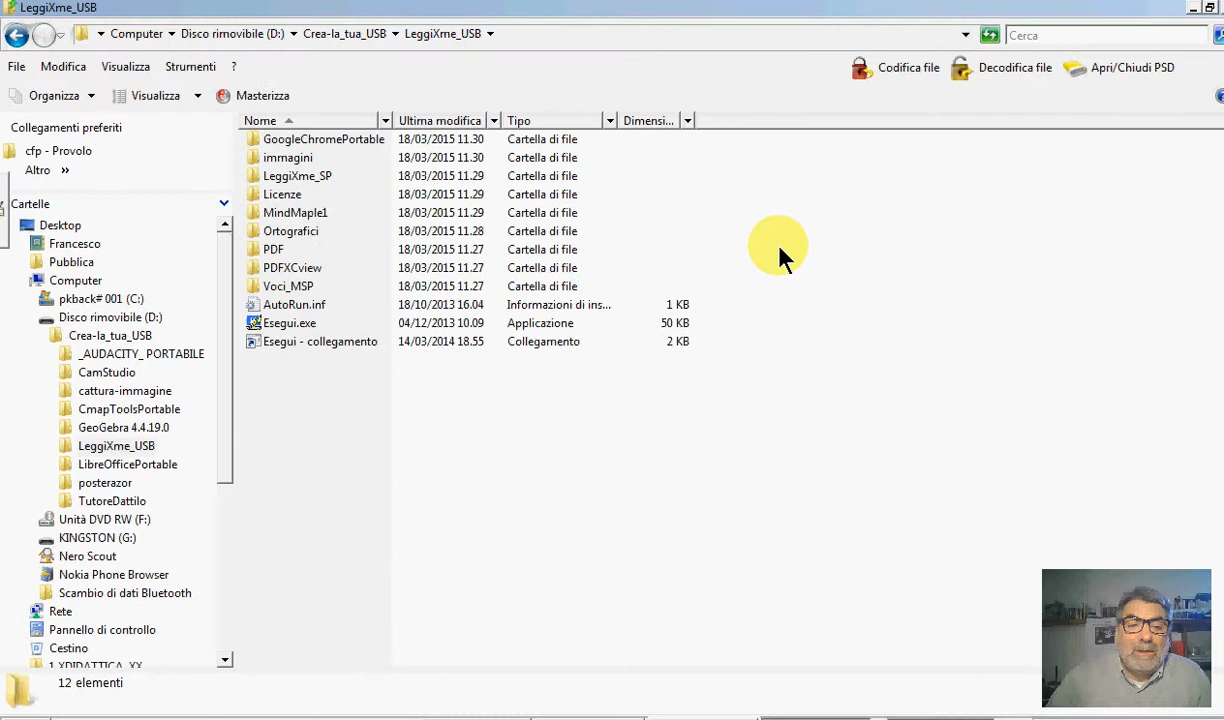 LeggiXme_USB
Computer Disco rimovibile (D:) Crea-la_tua_USB LeggiXme_USB Cerca
File Modifica Visualizza Strumenti ? Codifica file Decodifica file Apri/Chiudi PSD
Organizza Visualizza Masterizza
Collegamenti preferiti
cfp - Provolo
Altro »
Cartelle
Desktop
Francesco
Pubblica
Computer
pkback# 001 (C:)
Disco rimovibile (D:)
Crea-la_tua_USB
_AUDACITY_ PORTABILE
CamStudio
cattura-immagine
CmapToolsPortable
GeoGebra 4.4.19.0
LeggiXme_USB
LibreOfficePortable
posterazor
TutoreDattilo
Unità DVD RW (F:)
KINGSTON (G:)
Nero Scout
Nokia Phone Browser
Scambio di dati Bluetooth
Rete
Pannello di controllo
Cestino
1 XDIDATTICA_XX
Nome Ultima modifica Tipo Dimensi...
GoogleChromePortable 18/03/2015 11.30 Cartella di file
immagini 18/03/2015 11.30 Cartella di file
LeggiXme_SP 18/03/2015 11.29 Cartella di file
Licenze 18/03/2015 11.29 Cartella di file
MindMaple1 18/03/2015 11.29 Cartella di file
Ortografici 18/03/2015 11.28 Cartella di file
PDF 18/03/2015 11.27 Cartella di file
PDFXCview 18/03/2015 11.27 Cartella di file
Voci_MSP 18/03/2015 11.27 Cartella di file
AutoRun.inf 18/10/2013 16.04 Informazioni di ins... 1 KB
Esegui.exe 04/12/2013 10.09 Applicazione 50 KB
Esegui - collegamento 14/03/2014 18.55 Collegamento 2 KB
12 elementi